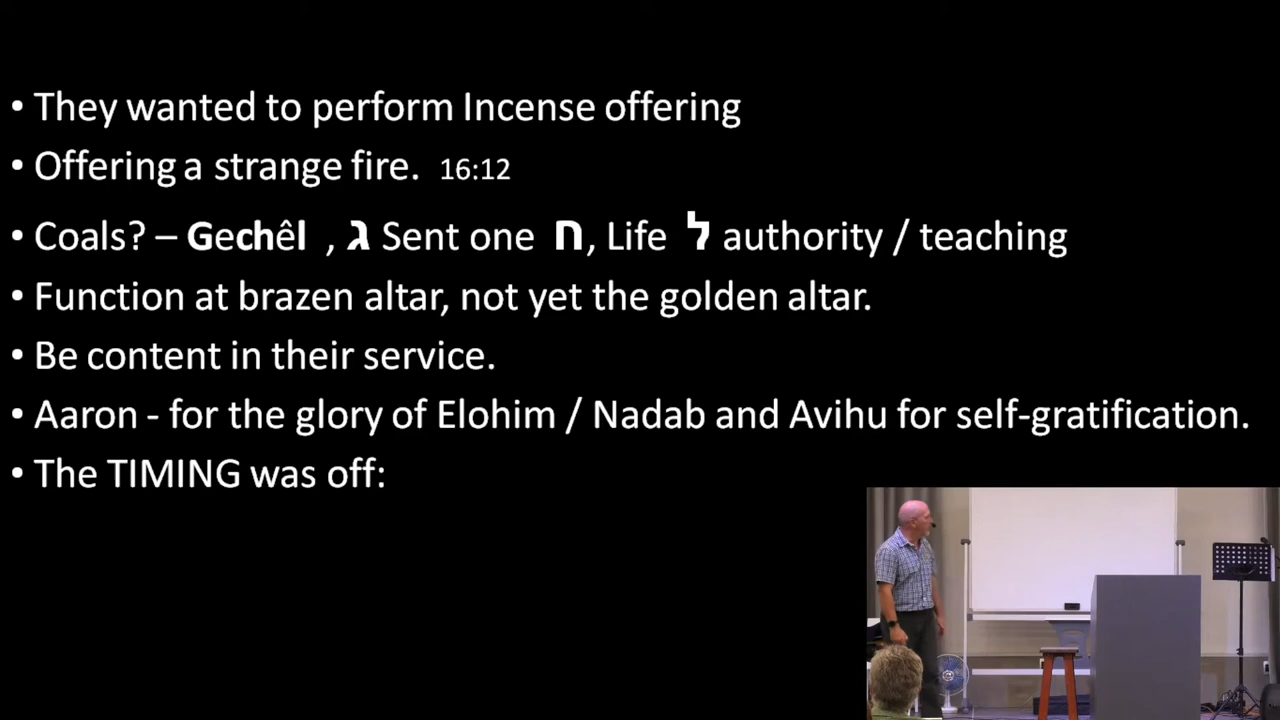 • They wanted to perform Incense offering
• Offering a strange fire. 16:12
• Coals? – Gechêl , ג Sent one ח, Life ל authority / teaching
• Function at brazen altar, not yet the golden altar.
• Be content in their service.
• Aaron - for the glory of Elohim / Nadab and Avihu for self-gratification.
• The TIMING was off: